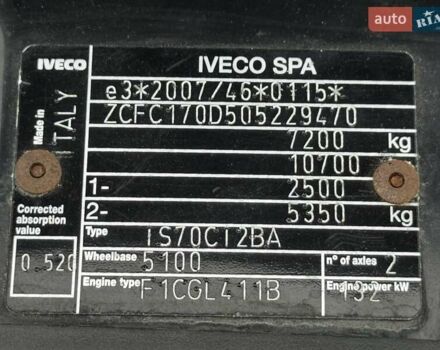 auto RIA
IVECO
IVECO SPA
Made in ITALY
e3*2007/46*0115*
ZCFC170D505229470
7200 kg
10700
1- 2500
2- 5350 kg
Corrected absorption value
0.520
Type IS70CT2BA
Wheelbase 5100 n° of axles 2
Engine type F1CGL411B Engine power kW 132